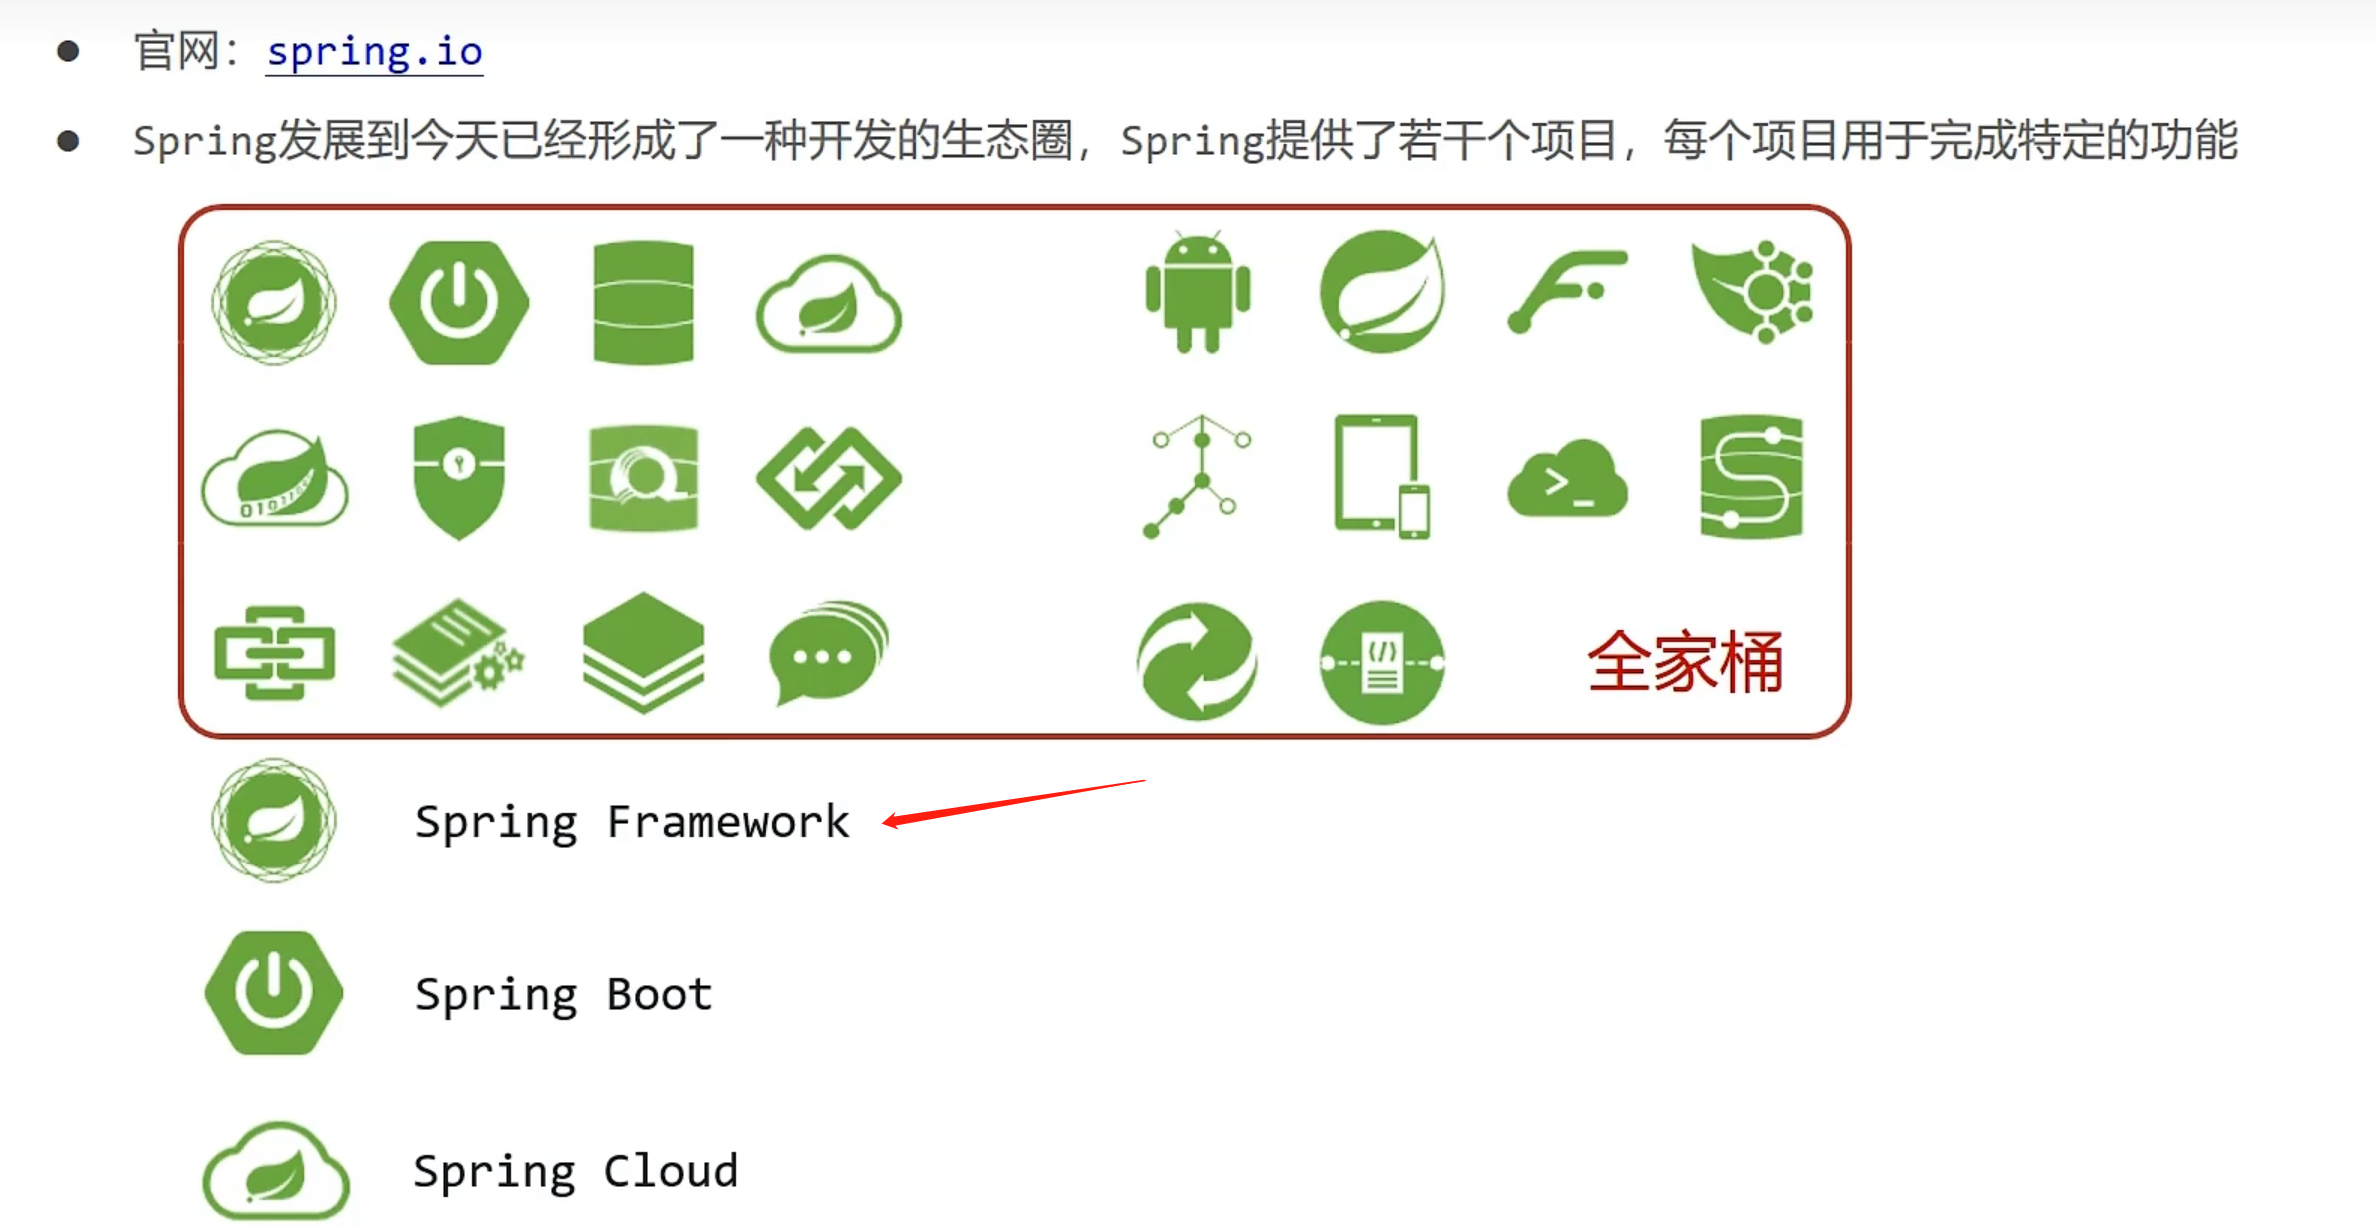 官网：spring.io
Spring发展到今天已经形成了一种开发的生态圈，Spring提供了若干个项目，每个项目用于完成特定的功能
全家桶
Spring Framework
Spring Boot
Spring Cloud